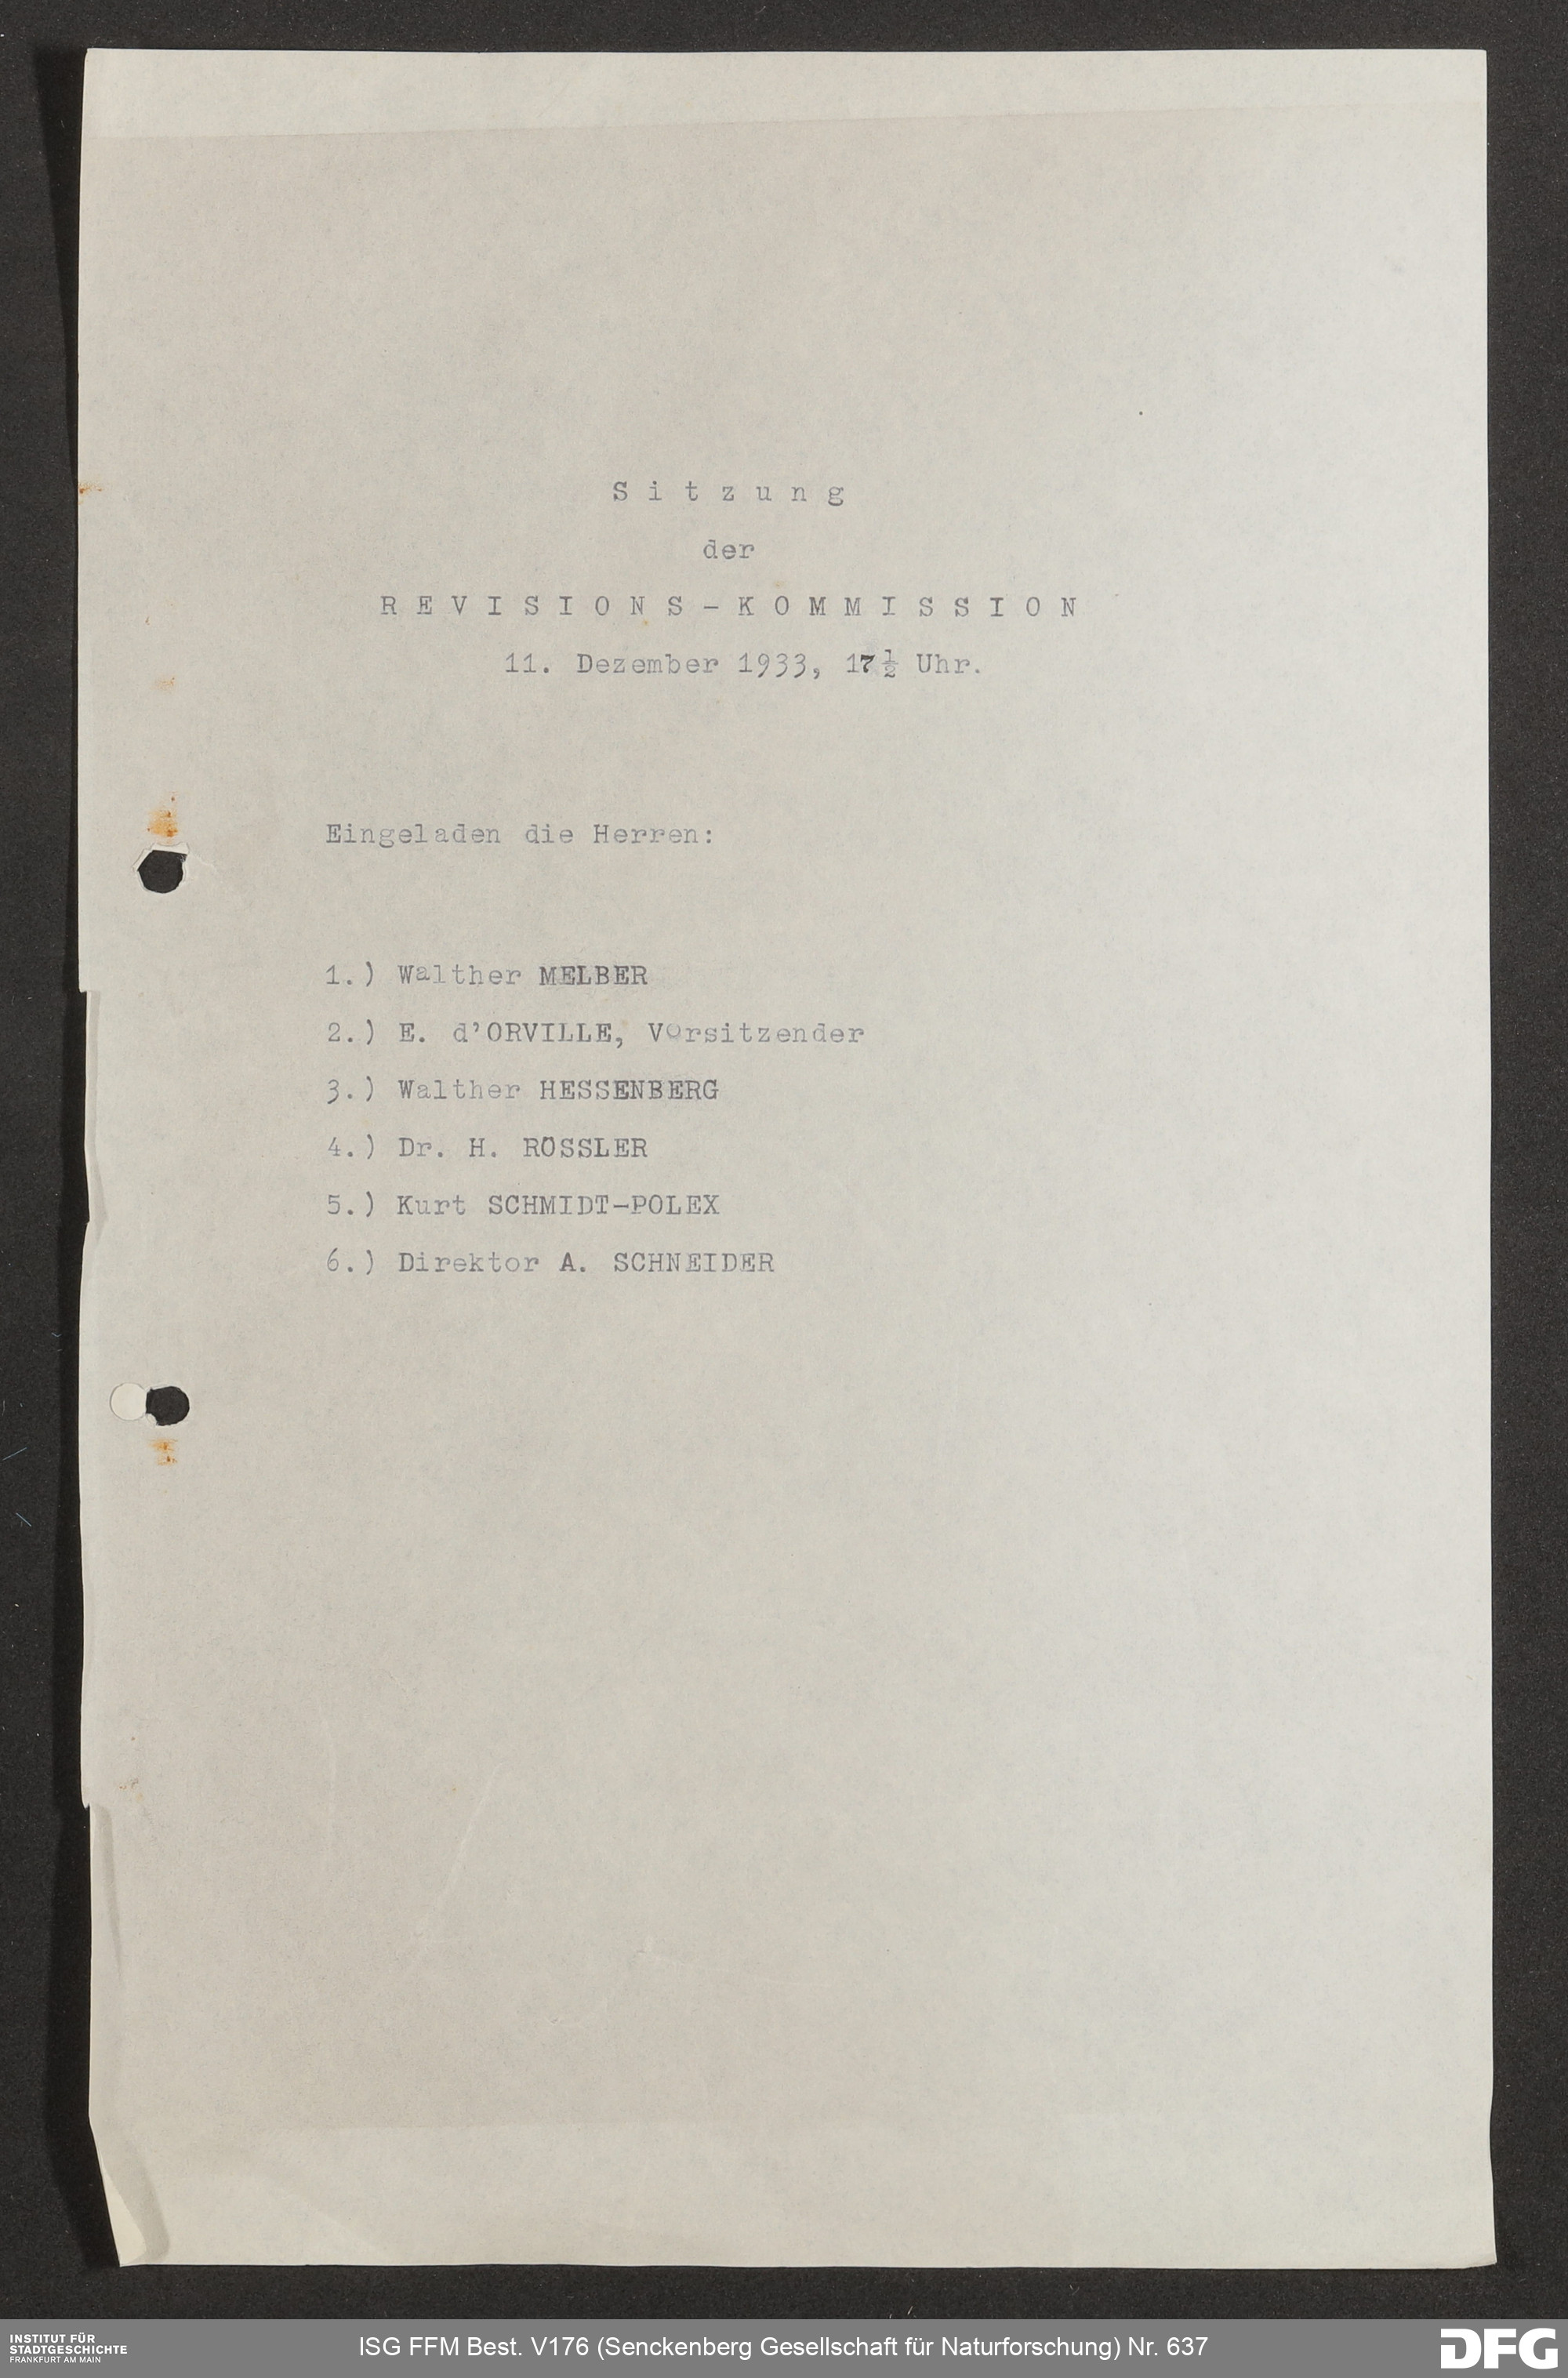 S i t z u n g
der
R E V I S I O N S - K O M M I S S I O N
11. Dezember 1933, 17½ Uhr.
Eingeladen die Herren:
1.) Walther MELBER
2.) E. d'ORVILLE, Vorsitzender
3.) Walther HESSENBERG
4.) Dr. H. RÖSSLER
5.) Kurt SCHMIDT-POLEX
6.) Direktor A. SCHNEIDER
INSTITUT FÜR
STADTGESCHICHTE
FRANKFURT AM MAIN
ISG FFM Best. V176 (Senckenberg Gesellschaft für Naturforschung) Nr. 637
DFG